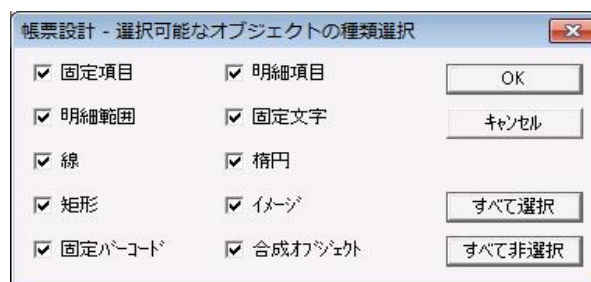 帳票設計 - 選択可能なオブジェクトの種類選択
固定項目 明細項目 OK
明細範囲 固定文字 ｷｬﾝｾﾙ
線 楕円
矩形 ｲﾒｰｼﾞ すべて選択
固定ﾊﾞｰｺｰﾄﾞ 合成ｵﾌﾞｼﾞｪｸﾄ すべて非選択